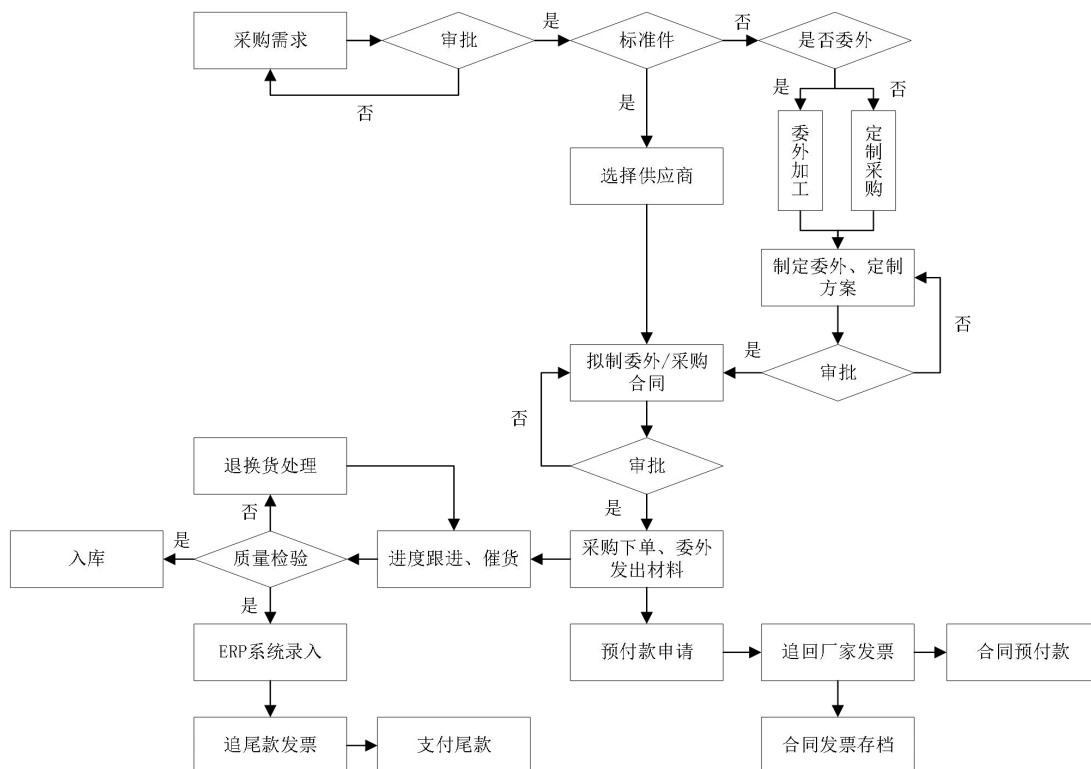 采购需求
审批
是
标准件
否
是否委外
否
是
是
否
委外加工
定制采购
选择供应商
制定委外、定制
方案
否
拟制委外/采购
合同
是
审批
否
审批
退换货处理
否
是
入库
是
质量检验
进度跟进、催货
采购下单、委外
发出材料
是
ERP系统录入
预付款申请
追回厂家发票
合同预付款
追尾款发票
支付尾款
合同发票存档